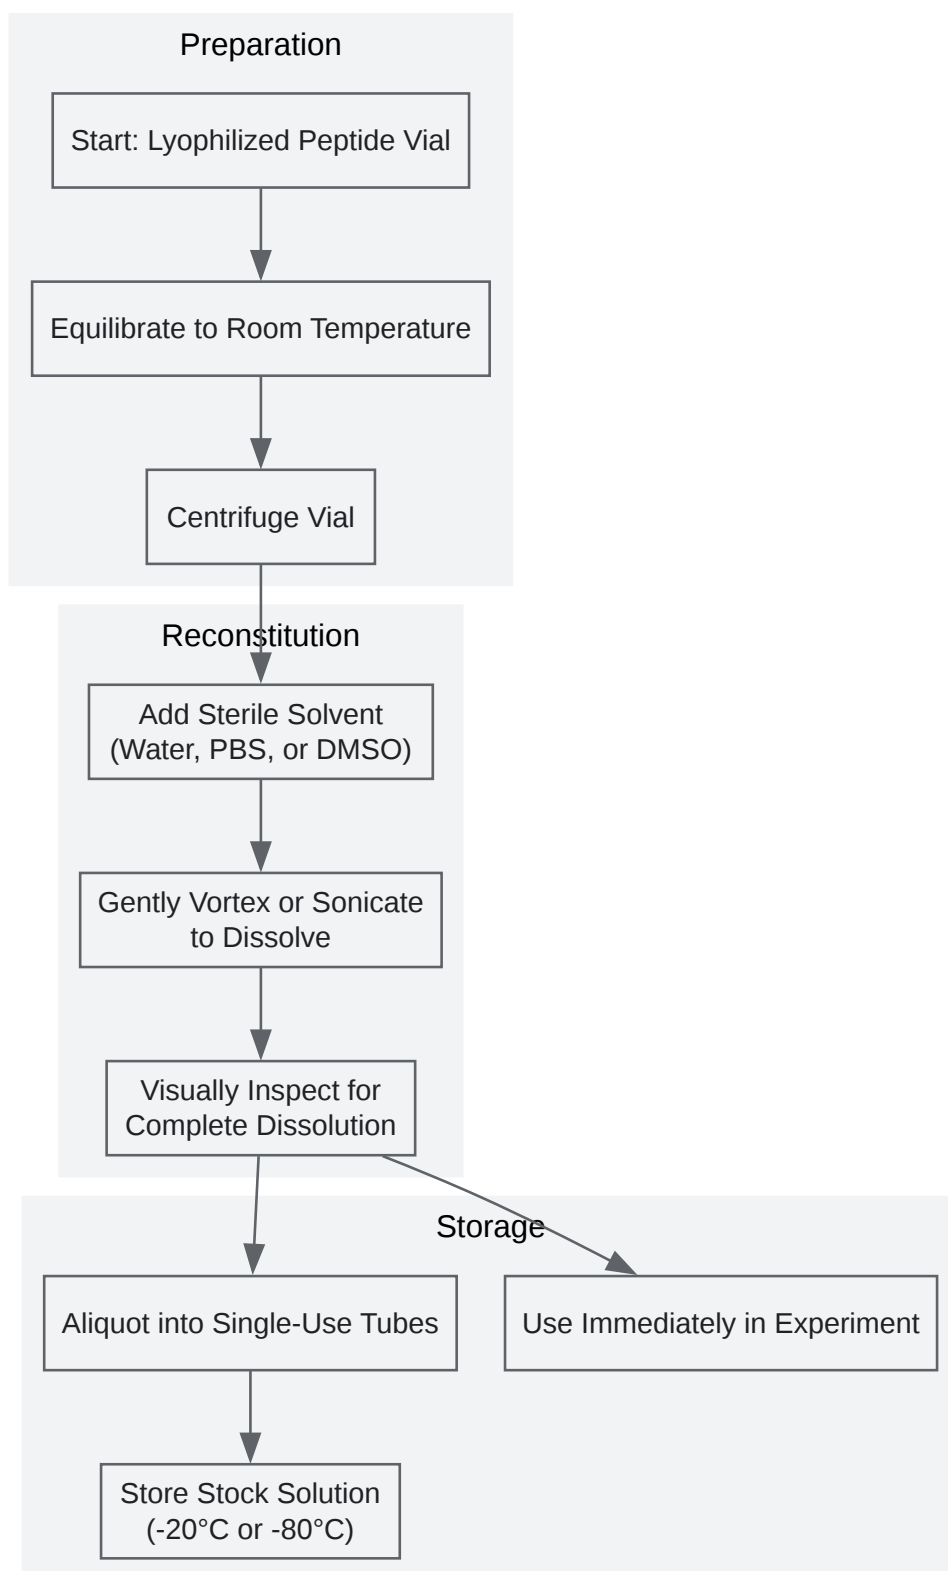 Preparation
Start: Lyophilized Peptide Vial
Equilibrate to Room Temperature
Centrifuge Vial
Reconstitution
Add Sterile Solvent
(Water, PBS, or DMSO)
Gently Vortex or Sonicate
to Dissolve
Visually Inspect for
Complete Dissolution
Storage
Aliquot into Single-Use Tubes
Use Immediately in Experiment
Store Stock Solution
(-20°C or -80°C)